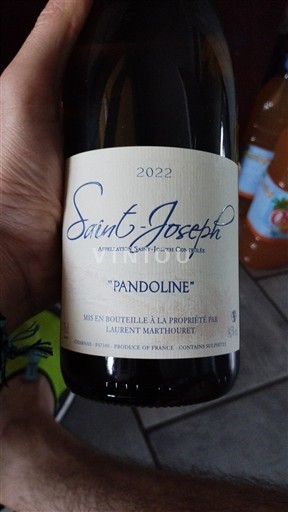 2022
Saint-Joseph
APPELLATION SAINT-JOSEPH CONTRÔLÉE
VINIOU
"PANDOLINE"
MIS EN BOUTEILLE À LA PROPRIÉTÉ PAR
LAURENT MARTHOURET
PRODUCE OF FRANCE - CONTAINS SULPHITES